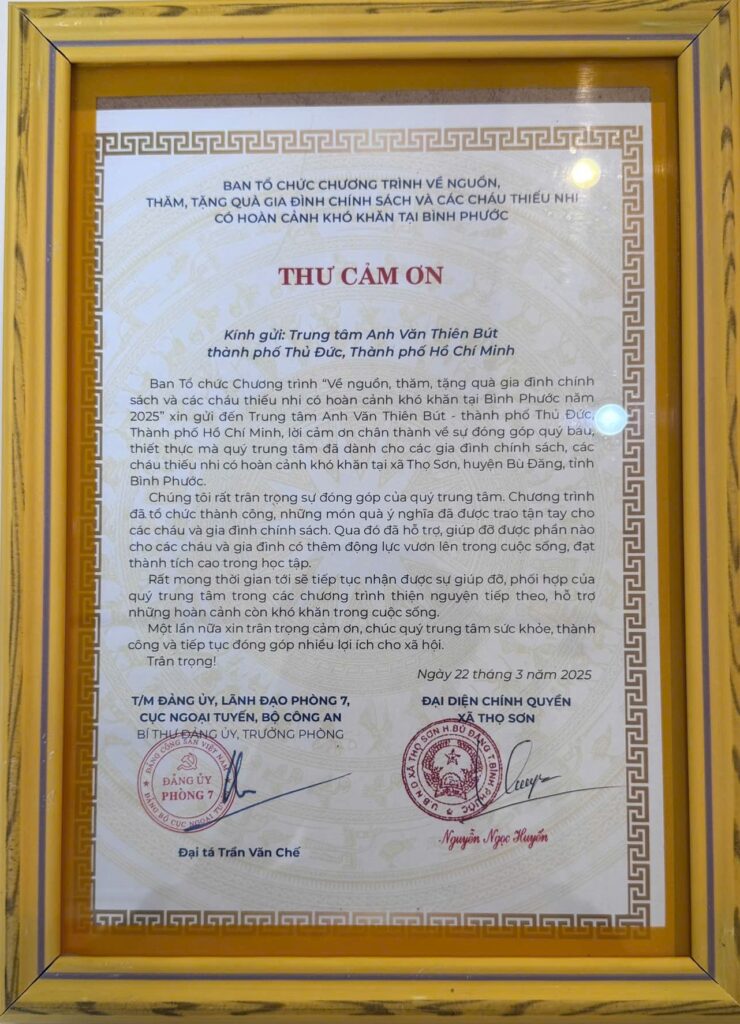 BAN TỔ CHỨC CHƯƠNG TRÌNH VỀ NGUỒN,
THĂM, TẶNG QUÀ GIA ĐÌNH CHÍNH SÁCH VÀ CÁC CHÁU THIẾU NHI
CÓ HOÀN CẢNH KHÓ KHĂN TẠI BÌNH PHƯỚC
THƯ CẢM ƠN
Kính gửi: Trung tâm Anh Văn Thiên Bút
thành phố Thủ Đức, Thành phố Hồ Chí Minh
Ban Tổ chức Chương trình “Về nguồn, thăm, tặng quà gia đình chính
sách và các cháu thiếu nhi có hoàn cảnh khó khăn tại Bình Phước năm
2025” xin gửi đến Trung tâm Anh Văn Thiên Bút - thành phố Thủ Đức,
Thành phố Hồ Chí Minh, lời cảm ơn chân thành về sự đóng góp quý báu,
thiết thực mà quý trung tâm đã dành cho các gia đình chính sách, các
cháu thiếu nhi có hoàn cảnh khó khăn tại xã Thọ Sơn, huyện Bù Đăng, tỉnh
Bình Phước.
Chúng tôi rất trân trọng sự đóng góp của quý trung tâm. Chương trình
đã tổ chức thành công, những món quà ý nghĩa đã được trao tận tay cho
các cháu và gia đình chính sách. Qua đó đã hỗ trợ, giúp đỡ được phần nào
cho các cháu và gia đình có thêm động lực vươn lên trong cuộc sống, đạt
thành tích cao trong học tập.
Rất mong thời gian tới sẽ tiếp tục nhận được sự giúp đỡ, phối hợp của
quý trung tâm trong các chương trình thiện nguyện tiếp theo, hỗ trợ
những hoàn cảnh còn khó khăn trong cuộc sống.
Một lần nữa xin trân trọng cảm ơn, chúc quý trung tâm sức khỏe, thành
công và tiếp tục đóng góp nhiều lợi ích cho xã hội.
Trân trọng!
Ngày 22 tháng 3 năm 2025
T/M ĐẢNG ỦY, LÃNH ĐẠO PHÒNG 7,
CỤC NGOẠI TUYẾN, BỘ CÔNG AN
BÍ THƯ ĐẢNG ỦY, TRƯỞNG PHÒNG
ĐẢNG CỘNG SẢN VIỆT NAM
ĐẢNG ỦY
PHÒNG 7
ĐẢNG BỘ CỤC NGOẠI
Đại tá Trần Văn Chế
ĐẠI DIỆN CHÍNH QUYỀN
XÃ THỌ SƠN
U.B.N.D XÃ THỌ SƠN H.BÙ ĐĂNG T.BÌNH PHƯỚC
Nguyễn Ngọc Huyền